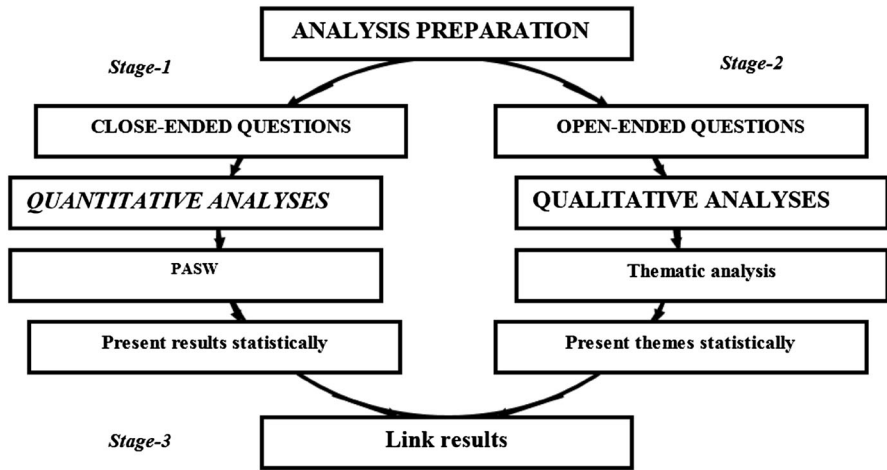 ANALYSIS PREPARATION
Stage-1
Stage-2
CLOSE-ENDED QUESTIONS
OPEN-ENDED QUESTIONS
QUANTITATIVE ANALYSES
QUALITATIVE ANALYSES
PASW
Thematic analysis
Present results statistically
Present themes statistically
Link results
Stage-3